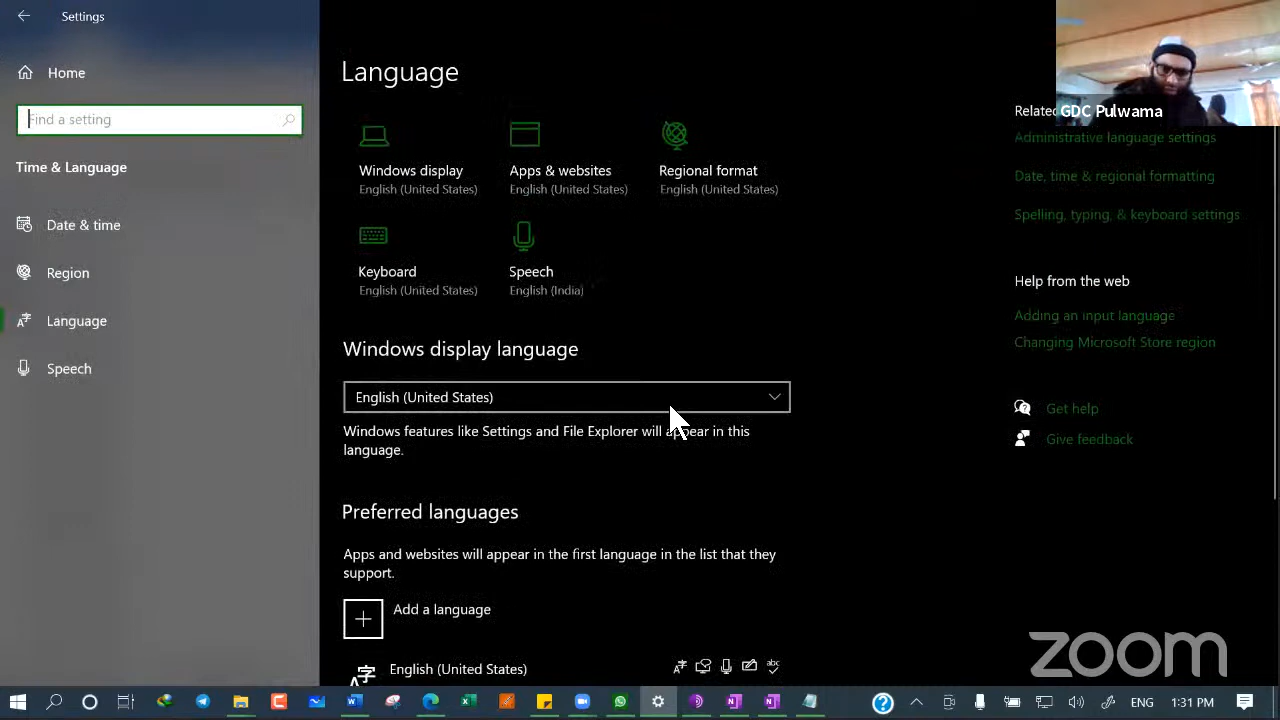 Settings
Home
Find a setting
Time & Language
Date & time
Region
Language
Speech
Language
Windows display
English (United States)
Apps & websites
English (United States)
Regional format
English (United States)
Keyboard
English (United States)
Speech
English (India)
Windows display language
English (United States)
Windows features like Settings and File Explorer will appear in this
language.
Preferred languages
Apps and websites will appear in the first language in the list that they
support.
Add a language
English (United States)
Related
GDC Pulwama
Administrative language settings
Date, time & regional formatting
Spelling, typing, & keyboard settings
Help from the web
Adding an input language
Changing Microsoft Store region
Get help
Give feedback
zoom
ENG
1:31 PM